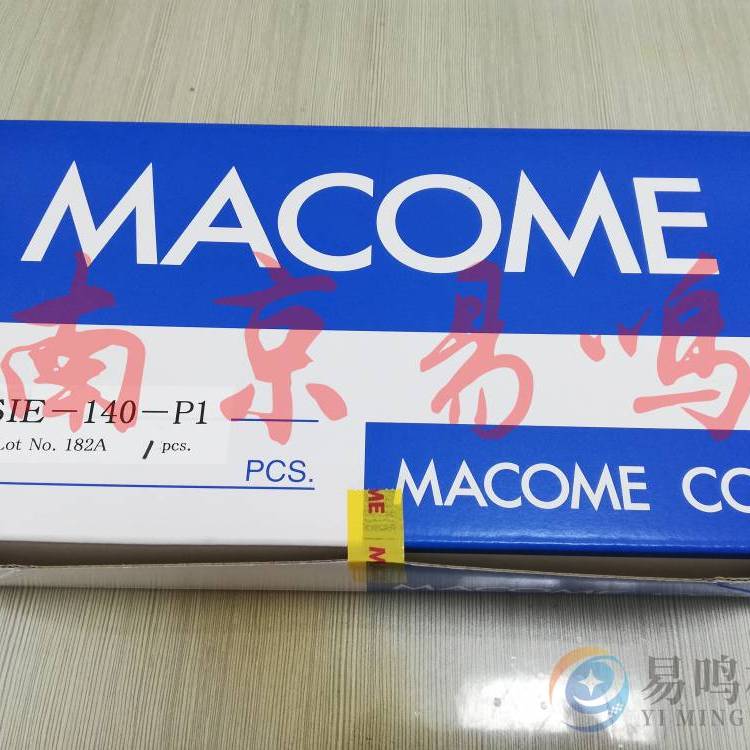 MACOME
南京易鸣
SIE-140-P1
Lot No. 182A 1 pcs.
PCS.
MACOME CO
ME
M
易鸣
YI MING